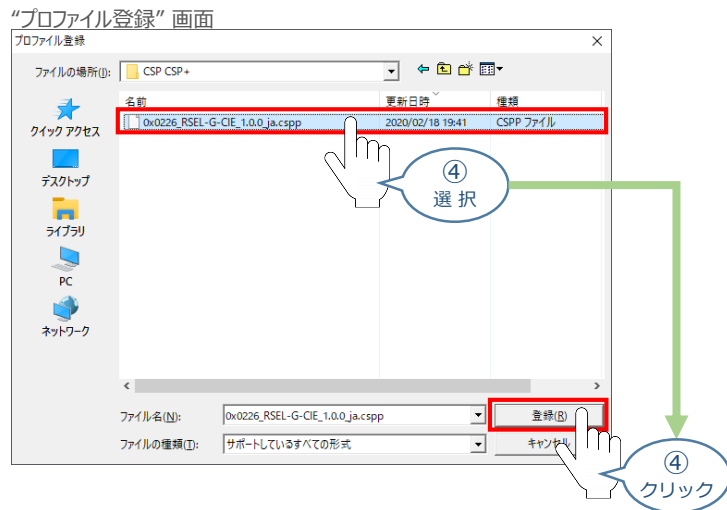 “プロファイル登録” 画面
プロファイル登録
ファイルの場所(I):
CSP CSP+
名前
更新日時
種類
0x0226_RSEL-G-CIE_1.0.0_ja.cspp
2020/02/18 19:41
CSPP ファイル
クイック アクセス
デスクトップ
ライブラリ
PC
ネットワーク
④
選 択
ファイル名(N):
0x0226_RSEL-G-CIE_1.0.0_ja.cspp
登録(R)
ファイルの種類(T):
サポートしているすべての形式
キャンセル
④
クリック